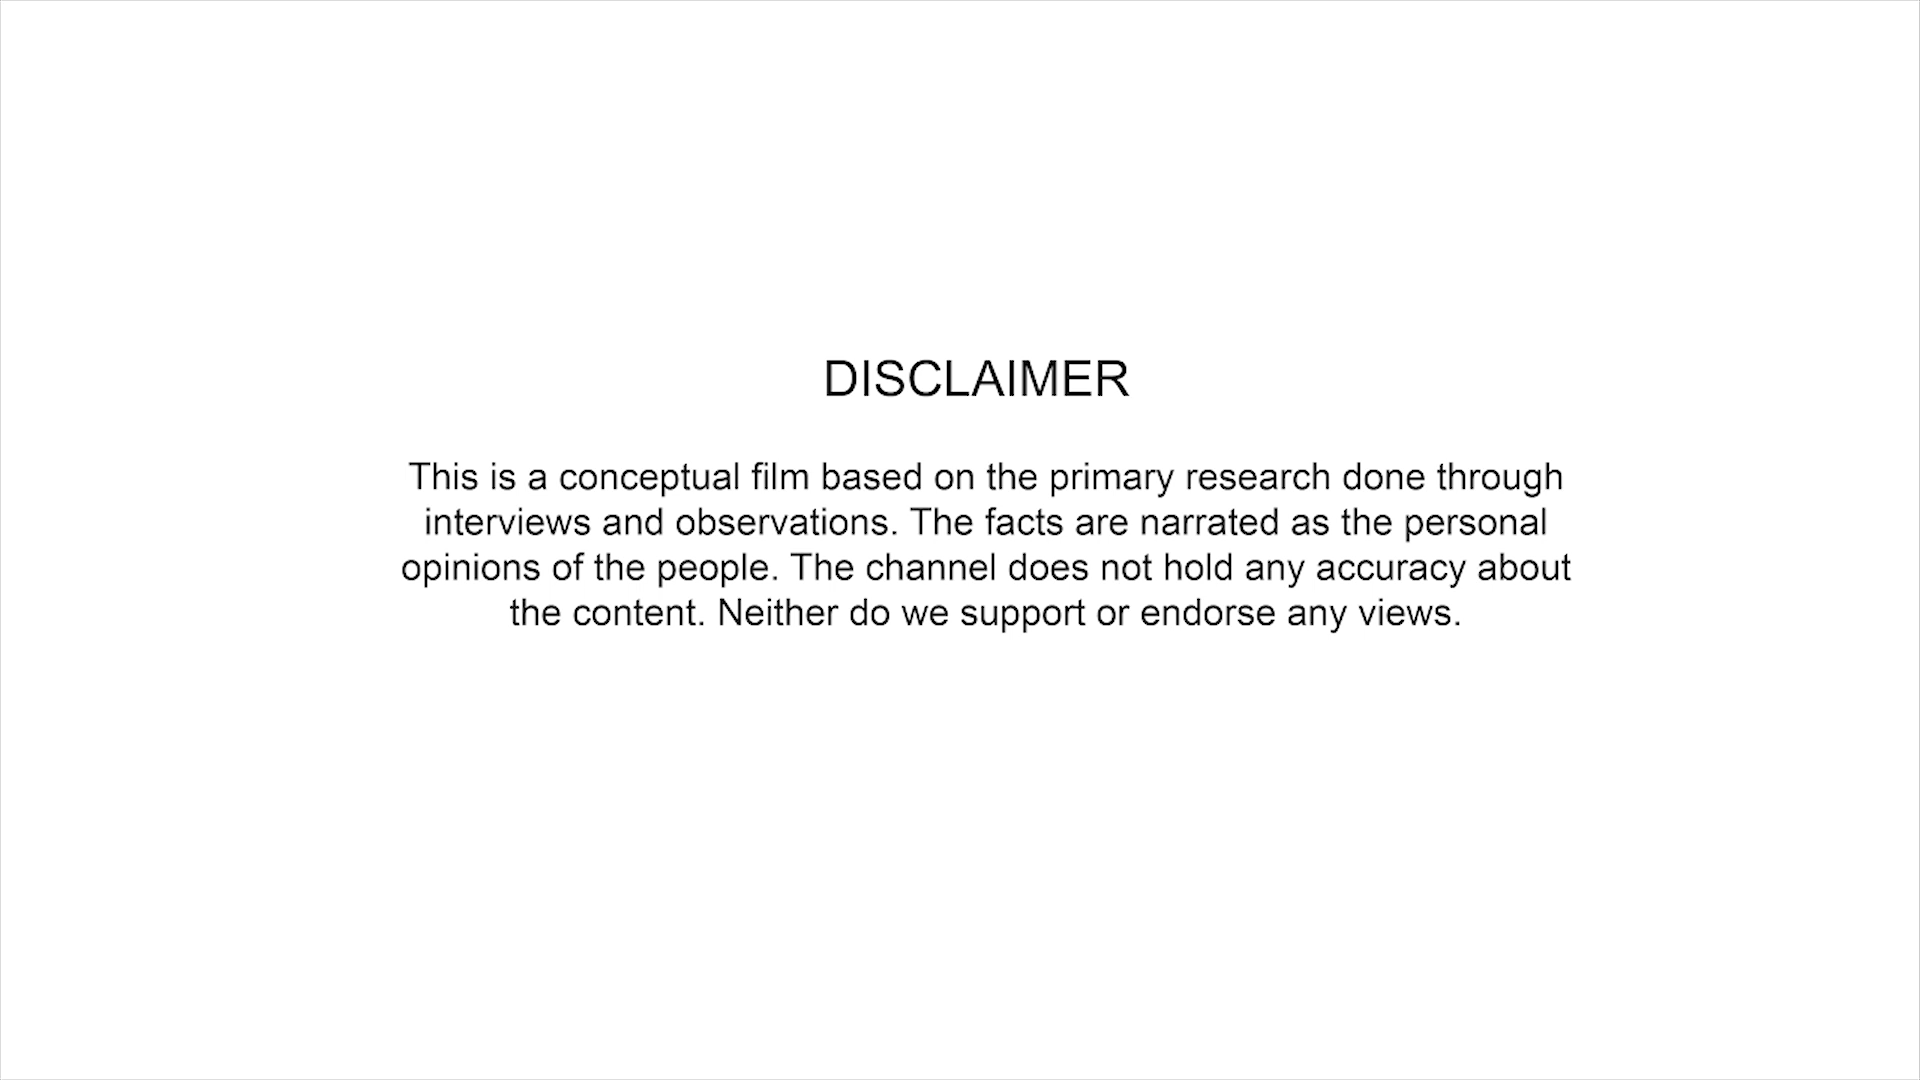 DISCLAIMER
This is a conceptual film based on the primary research done through
interviews and observations. The facts are narrated as the personal
opinions of the people. The channel does not hold any accuracy about
the content. Neither do we support or endorse any views.